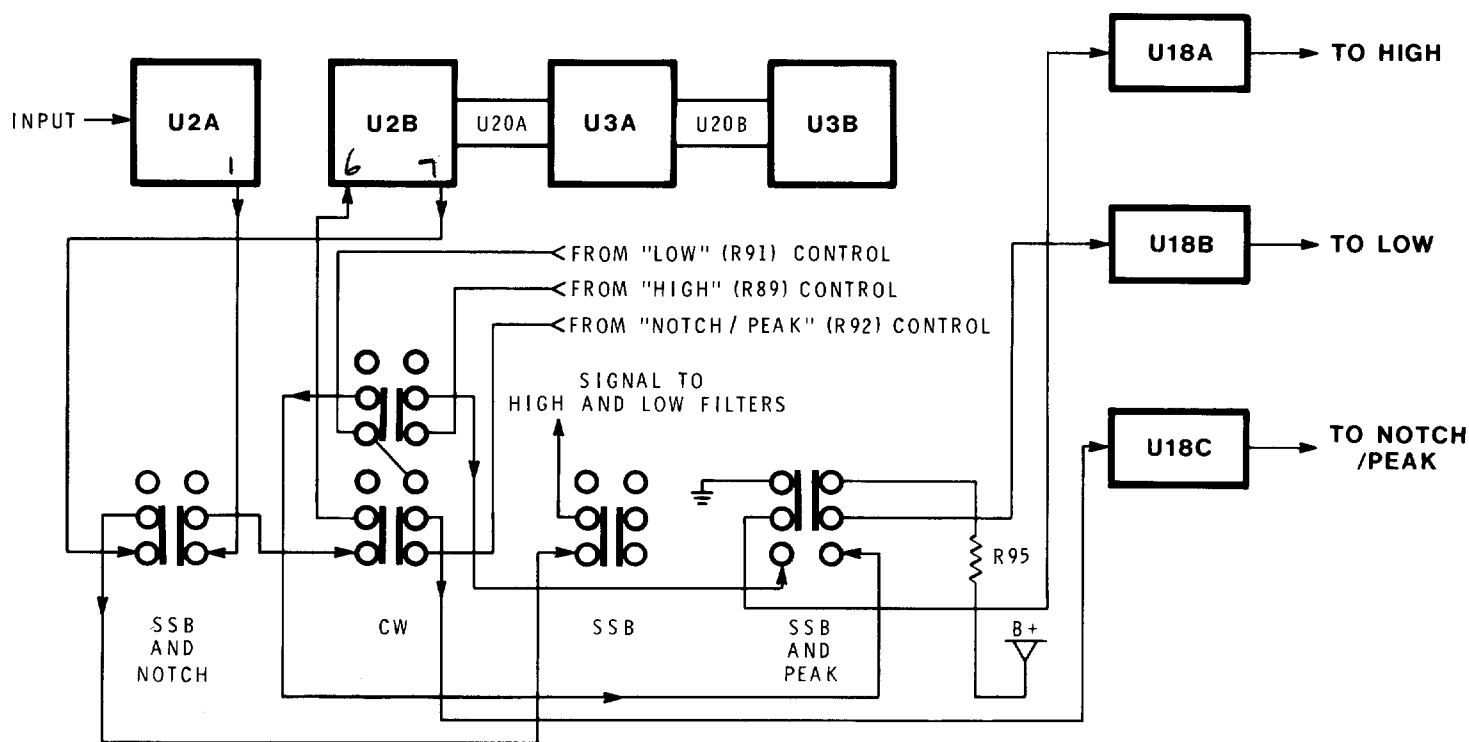 U18A
TO HIGH
INPUT
U2A
1
U2B
6 7
U20A
U3A
U20B
U3B
U18B
TO LOW
FROM "LOW" (R91) CONTROL
FROM "HIGH" (R89) CONTROL
FROM "NOTCH / PEAK" (R92) CONTROL
SIGNAL TO
HIGH AND LOW FILTERS
U18C
TO NOTCH
/PEAK
R95
SSB
AND
NOTCH
CW
SSB
SSB
AND
PEAK
B+